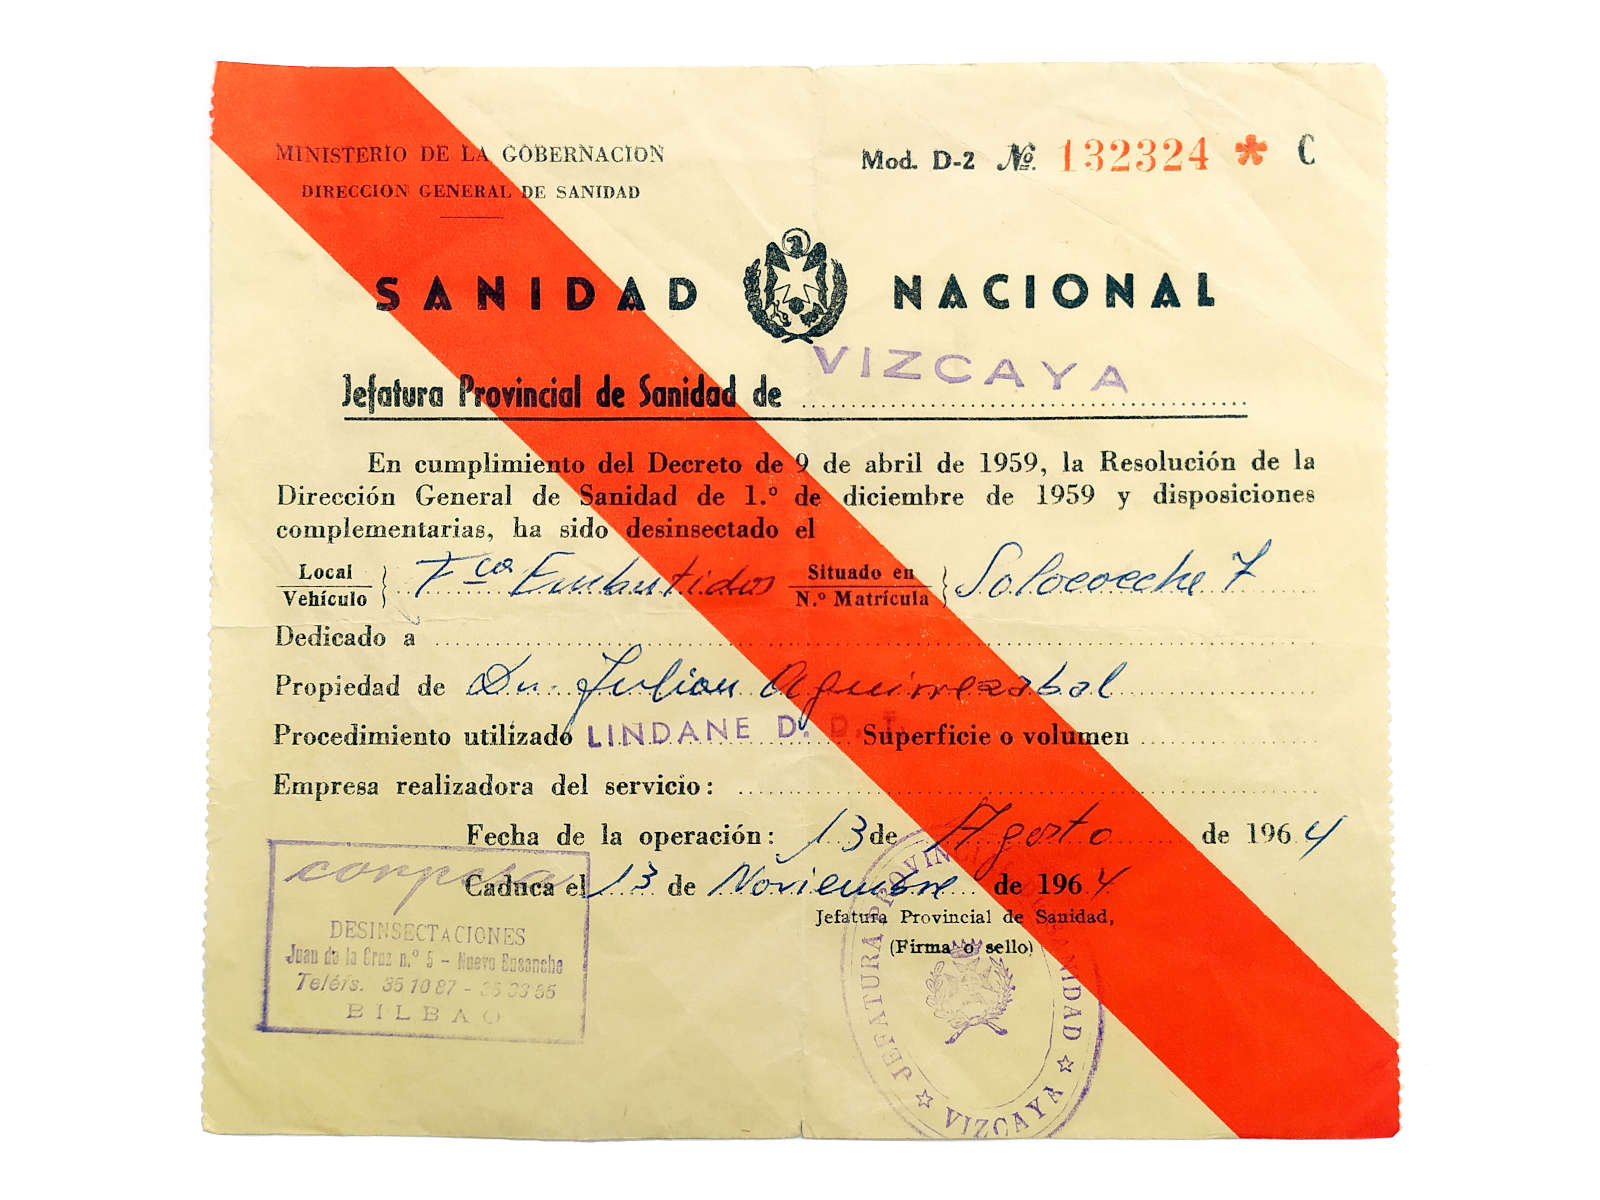 MINISTERIO DE LA GOBERNACION
DIRECCION GENERAL DE SANIDAD
Mod. D-2 Nº. 132324 * C
SANIDAD NACIONAL
Jefatura Provincial de Sanidad de VIZCAYA
En cumplimiento del Decreto de 9 de abril de 1959, la Resolución de la
Dirección General de Sanidad de 1.º de diciembre de 1959 y disposiciones
complementarias, ha sido desinsectado el
Local
Vehículo
Fca Embutidos
Situado en
N.º Matrícula
Solocoeche 7
Dedicado a
Propiedad de Dn. Julian Aguirrezabal
Procedimiento utilizado LINDANE D. D. T. Superficie o volumen
Empresa realizadora del servicio:
Fecha de la operación: 13 de Agosto de 1964
Caduca el 13 de Noviembre de 1964
Jefatura Provincial de Sanidad,
(Firma o sello)
corpesa
DESINSECTACIONES
Juan de la Cruz n.º 5 - Nuevo Ensanche
Teléfs. 35 10 87 -
BILBAO
JEFATURA PROVINCIAL DE SANIDAD
VIZCAYA